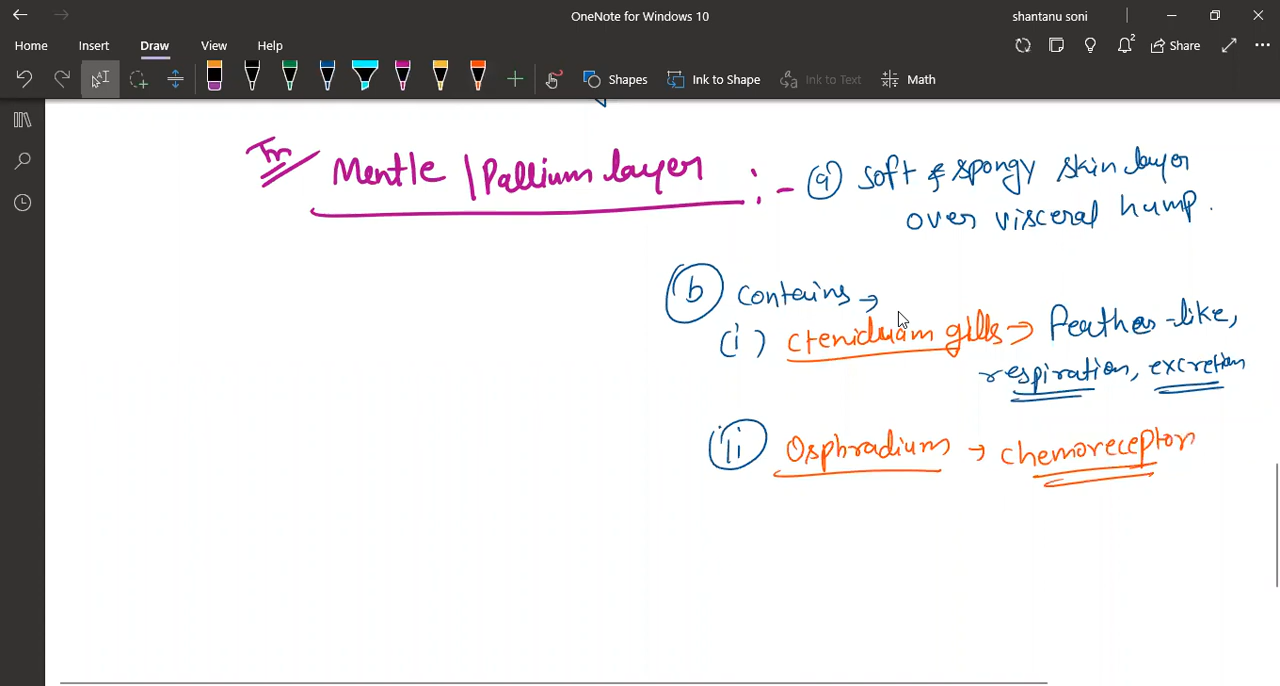 OneNote for Windows 10
shantanu soni
Home Insert Draw View Help
Share
Shapes Ink to Shape Ink to Text Math
Im Mentle | Pallium layer :- (a) soft & spongy skin layer
over visceral hump.
(b) contains →
(i) cteniduam gills → Feather-like,
respiration, excretion
(ii) Osphradium → chemoreceptor